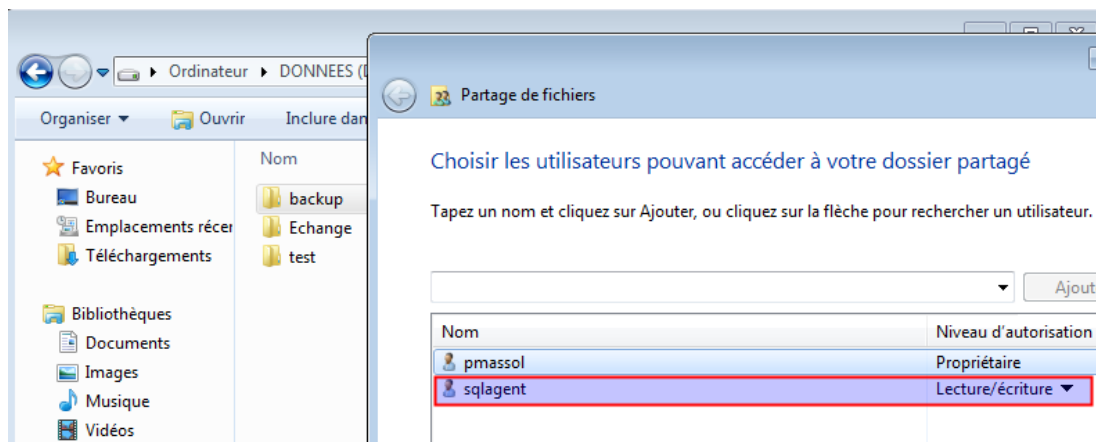 Ordinateur ▸ DONNEES (
Organiser
Ouvrir
Inclure dan
Favoris
Bureau
Emplacements récer
Téléchargements
Bibliothèques
Documents
Images
Musique
Vidéos
Nom
backup
Echange
test
Partage de fichiers
Choisir les utilisateurs pouvant accéder à votre dossier partagé
Tapez un nom et cliquez sur Ajouter, ou cliquez sur la flèche pour rechercher un utilisateur.
Ajout
Nom Niveau d'autorisation
pmassol Propriétaire
sqlagent Lecture/écriture